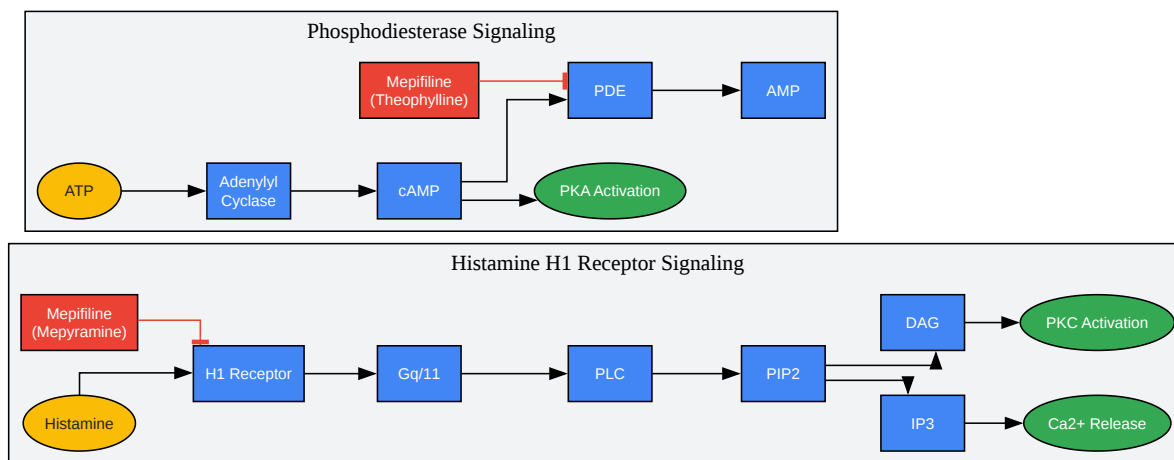 Phosphodiesterase Signaling
Mepifiline
(Theophylline)
PDE
AMP
ATP
Adenylyl
Cyclase
cAMP
PKA Activation
Histamine H1 Receptor Signaling
Mepifiline
(Mepyramine)
DAG
PKC Activation
H1 Receptor
Gq/11
PLC
PIP2
Histamine
IP3
Ca2+ Release